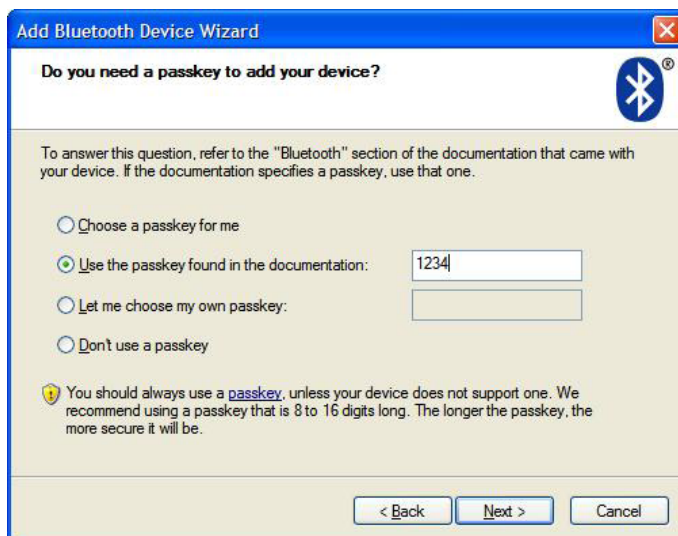 Add Bluetooth Device Wizard
Do you need a passkey to add your device?
®
To answer this question, refer to the "Bluetooth" section of the documentation that came with
your device. If the documentation specifies a passkey, use that one.
Choose a passkey for me
Use the passkey found in the documentation: 1234
Let me choose my own passkey:
Don't use a passkey
You should always use a passkey, unless your device does not support one. We
recommend using a passkey that is 8 to 16 digits long. The longer the passkey, the
more secure it will be.
< Back Next > Cancel